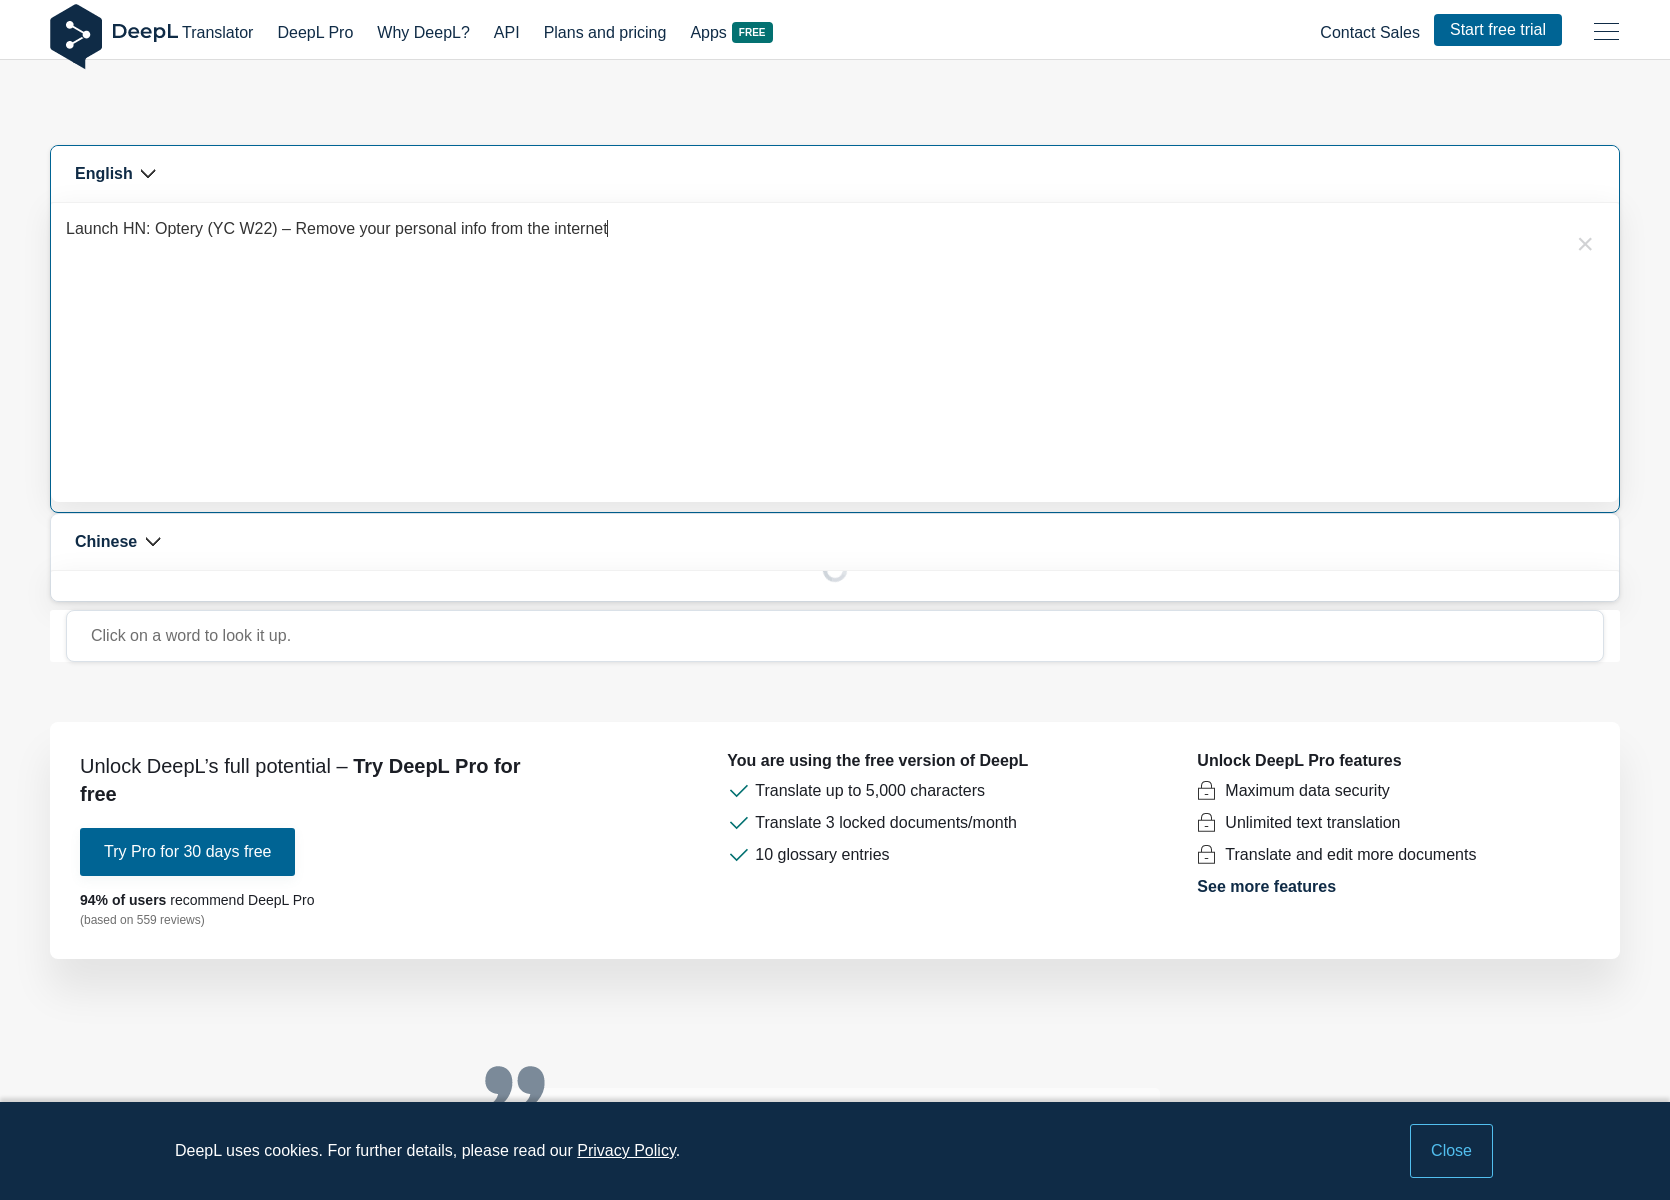 DeepL Translator DeepL Pro Why DeepL? API Plans and pricing Apps FREE Contact Sales Start free trial
English
Launch HN: Optery (YC W22) – Remove your personal info from the internet
Chinese
Click on a word to look it up.
Unlock DeepL’s full potential – Try DeepL Pro for
free
Try Pro for 30 days free
94% of users recommend DeepL Pro
(based on 559 reviews)
You are using the free version of DeepL
Translate up to 5,000 characters
Translate 3 locked documents/month
10 glossary entries
Unlock DeepL Pro features
Maximum data security
Unlimited text translation
Translate and edit more documents
See more features
DeepL uses cookies. For further details, please read our Privacy Policy.
Close